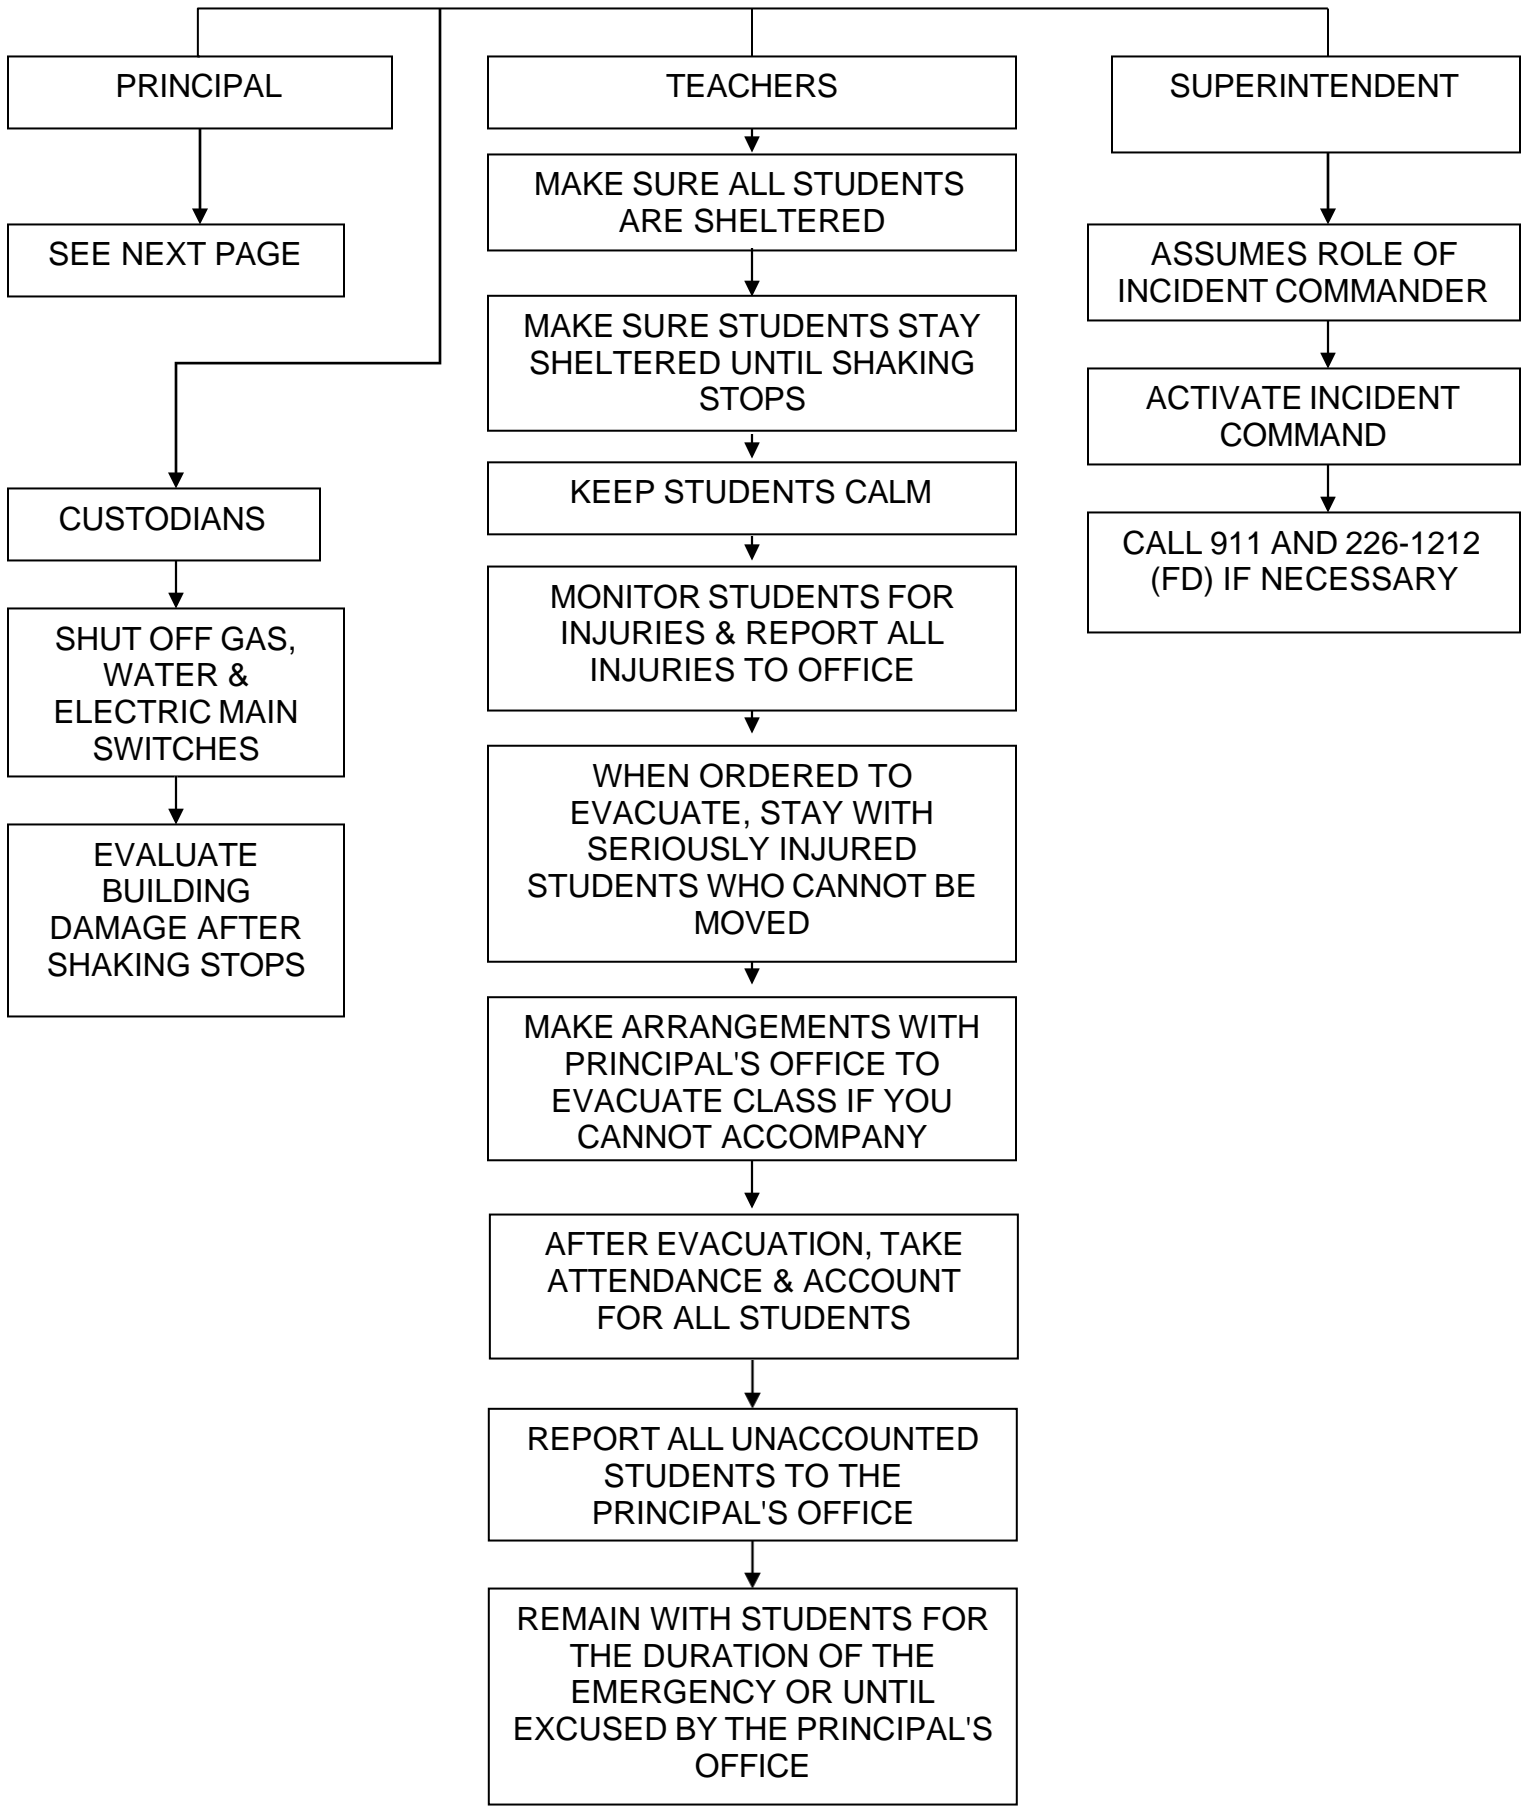 PRINCIPAL
SEE NEXT PAGE
CUSTODIANS
SHUT OFF GAS,
WATER &
ELECTRIC MAIN
SWITCHES
EVALUATE
BUILDING
DAMAGE AFTER
SHAKING STOPS
TEACHERS
MAKE SURE ALL STUDENTS
ARE SHELTERED
MAKE SURE STUDENTS STAY
SHELTERED UNTIL SHAKING
STOPS
KEEP STUDENTS CALM
MONITOR STUDENTS FOR
INJURIES & REPORT ALL
INJURIES TO OFFICE
WHEN ORDERED TO
EVACUATE, STAY WITH
SERIOUSLY INJURED
STUDENTS WHO CANNOT BE
MOVED
MAKE ARRANGEMENTS WITH
PRINCIPAL'S OFFICE TO
EVACUATE CLASS IF YOU
CANNOT ACCOMPANY
AFTER EVACUATION, TAKE
ATTENDANCE & ACCOUNT
FOR ALL STUDENTS
REPORT ALL UNACCOUNTED
STUDENTS TO THE
PRINCIPAL'S OFFICE
REMAIN WITH STUDENTS FOR
THE DURATION OF THE
EMERGENCY OR UNTIL
EXCUSED BY THE PRINCIPAL'S
OFFICE
SUPERINTENDENT
ASSUMES ROLE OF
INCIDENT COMMANDER
ACTIVATE INCIDENT
COMMAND
CALL 911 AND 226-1212
(FD) IF NECESSARY